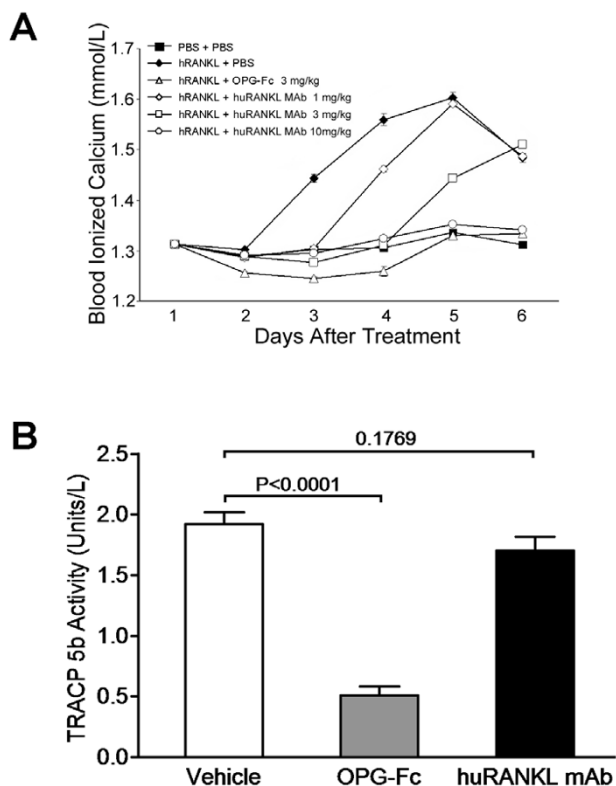 A
Blood Ionized Calcium (mmol/L)
1.7
1.6
1.5
1.4
1.3
1.2
PBS + PBS
hRANKL + PBS
hRANKL + OPG-Fc 3 mg/kg
hRANKL + huRANKL MAb 1 mg/kg
hRANKL + huRANKL MAb 3 mg/kg
hRANKL + huRANKL MAb 10mg/kg
1 2 3 4 5 6
Days After Treatment
B
TRACP 5b Activity (Units/L)
2.5
2.0
1.5
1.0
0.5
0.0
0.1769
P<0.0001
Vehicle OPG-Fc huRANKL mAb